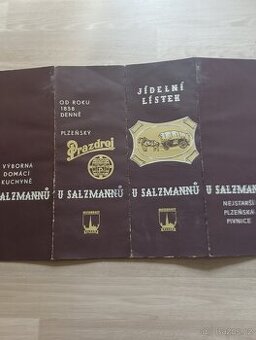 VÝBORNÁ
DOMÁCÍ
KUCHYNĚ
SALZMANNŮ
OD ROKU
1858
DENNĚ
PLZEŇSKÝ
Prazdroj
U SALZMANNŮ
JÍDELNÍ
LÍSTEK
U SALZMANNŮ
U SALZMANNŮ
NEJSTARŠÍ
PLZEŇSKÁ
PIVNICE